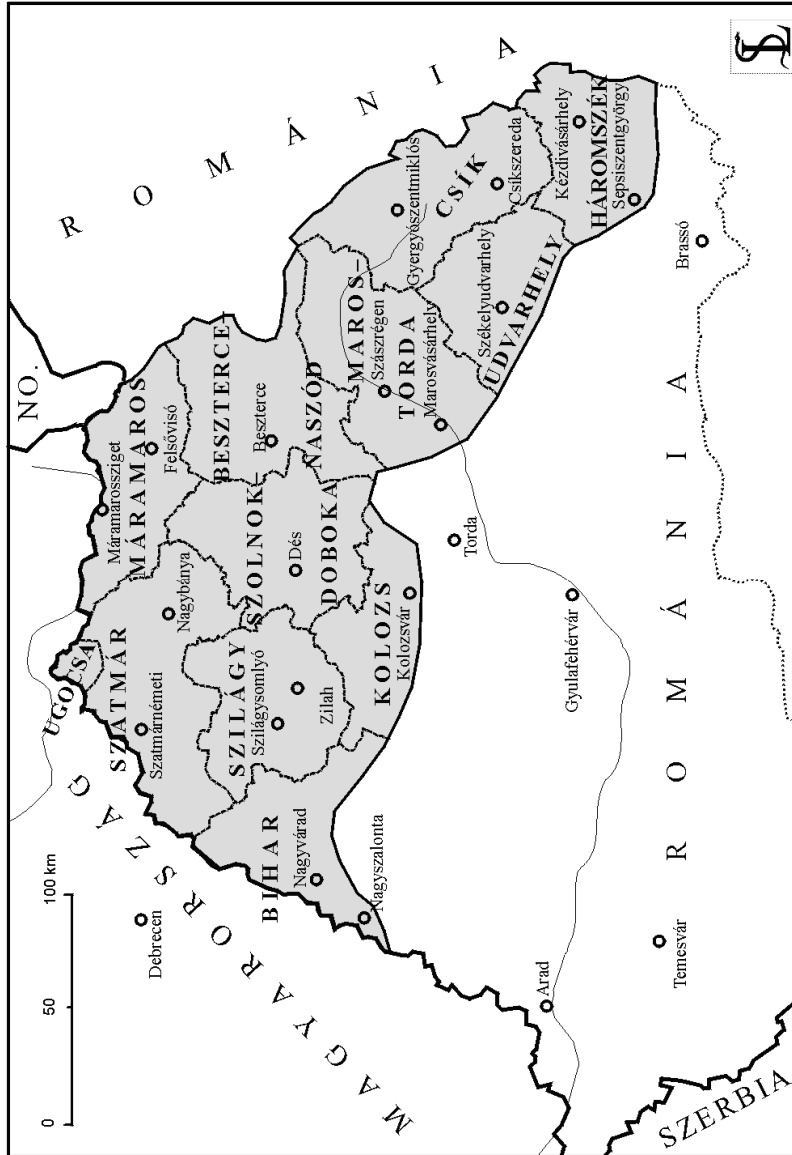 NO.
ROMÁNIA
MAGYARORSZÁG
UGOCSA
SZATMÁR
MÁRAMAROS
Máramarossziget
Felsővisó
Szatmárnémeti
Nagybánya
Debrecen
SZILÁGY
Szilágysomlyó
Zilah
SZOLNOK–
DOBOKA
Dés
BESZTERCE–
NASZÓD
Beszterce
BIHAR
Nagyvárad
Nagyszalonta
KOLOZS
Kolozsvár
MAROS–
TORDA
Szászrégen
Marosvásárhely
Gyergyószentmiklós
CSÍK
Csíkszereda
UDVARHELY
Székelyudvarhely
HÁROMSZÉK
Kézdivásárhely
Sepsiszentgyörgy
Torda
Gyulafehérvár
Arad
Temesvár
Brassó
ROMÁNIA
SZERBIA
0 50 100 km
SL